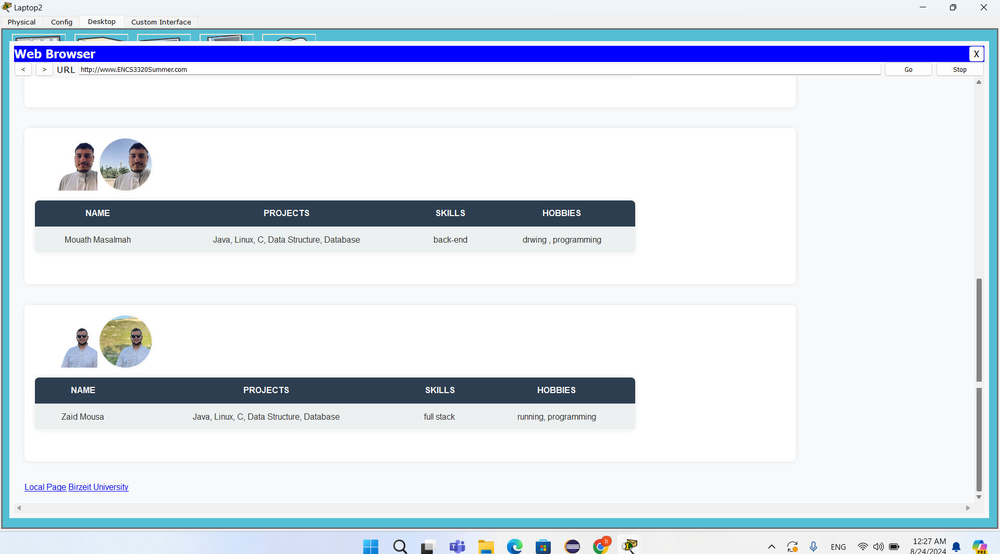 Laptop2
Physical Config Desktop Custom Interface
Web Browser X
< > URL http://www.ENCS3320Summer.com Go Stop
NAME PROJECTS SKILLS HOBBIES
Mouath Masalmah Java, Linux, C, Data Structure, Database back-end drwing , programming
NAME PROJECTS SKILLS HOBBIES
Zaid Mousa Java, Linux, C, Data Structure, Database full stack running, programming
Local Page Birzeit University
b
ENG 12:27 AM
8/24/2024
PRE